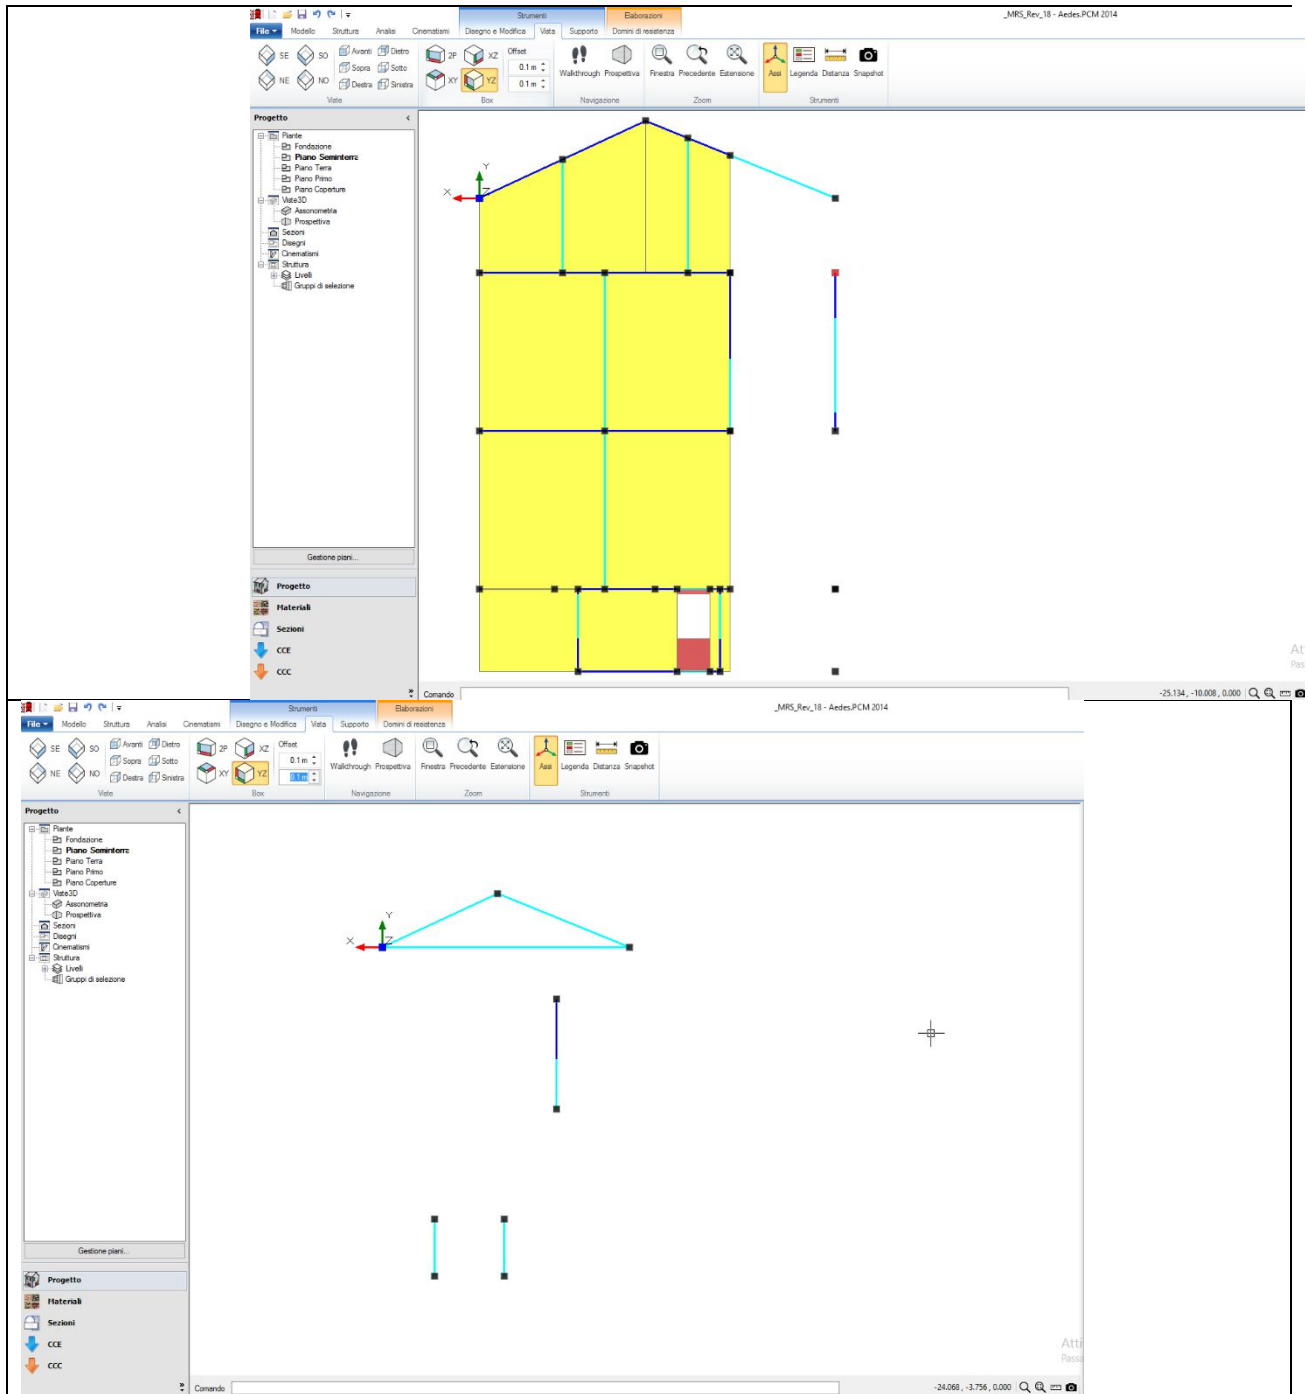 _MRS_Rev_18 - Aedes.PCM 2014
Strumenti Elaborazioni
File Modello Struttura Analisi Cinematismi Disegno e Modifica Vista Supporto Domini di resistenza
SE SO Avanti Dietro 2P XZ Offset
Sopra Sotto 0.1 m
NE NO Destra Sinistra XY YZ 0.1 m
Walkthrough Prospettiva Finestra Precedente Estensione Assi Legenda Distanza Snapshot
Viste Box Navigazione Zoom Strumenti
Progetto
Piante
Fondazione
Piano Seminterra
Piano Terra
Piano Primo
Piano Coperture
Viste3D
Assonometria
Prospettiva
Sezioni
Disegni
Cinematismi
Struttura
Livelli
Gruppi di selezione
X Y Z
Gestione piani...
Progetto
Materiali
Sezioni
CCE
CCC
At
Pas
Comando
-25.134 , -10.008 , 0.000
_MRS_Rev_18 - Aedes.PCM 2014
Strumenti Elaborazioni
File Modello Struttura Analisi Cinematismi Disegno e Modifica Vista Supporto Domini di resistenza
SE SO Avanti Dietro 2P XZ Offset
Sopra Sotto 0.1 m
NE NO Destra Sinistra XY YZ 0.1 m
Walkthrough Prospettiva Finestra Precedente Estensione Assi Legenda Distanza Snapshot
Viste Box Navigazione Zoom Strumenti
Progetto
Piante
Fondazione
Piano Seminterra
Piano Terra
Piano Primo
Piano Coperture
Viste3D
Assonometria
Prospettiva
Sezioni
Disegni
Cinematismi
Struttura
Livelli
Gruppi di selezione
X Y Z
Gestione piani...
Progetto
Materiali
Sezioni
CCE
CCC
Atti
Passa
Comando
-24.068 , -3.756 , 0.000